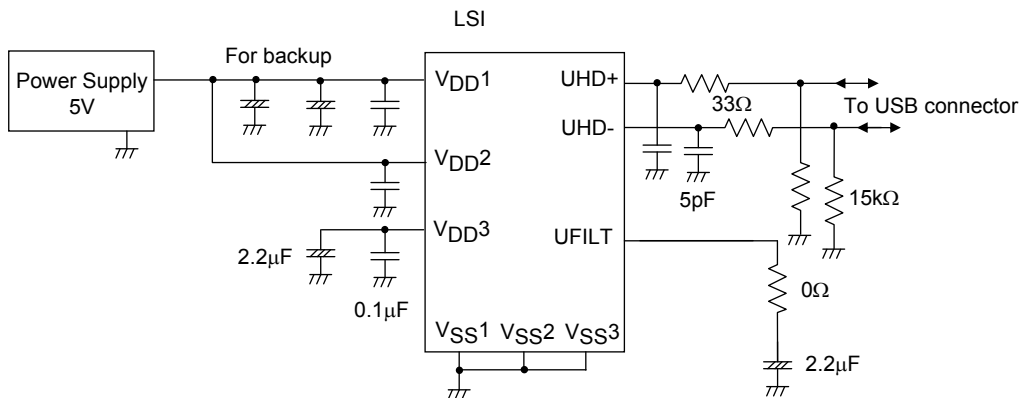 LSI
For backup
Power Supply
5V
VDD1
VDD2
VDD3
2.2μF
0.1μF
VSS1
VSS2
VSS3
UHD+
UHD-
UFILT
33Ω
To USB connector
5pF
15kΩ
0Ω
2.2μF